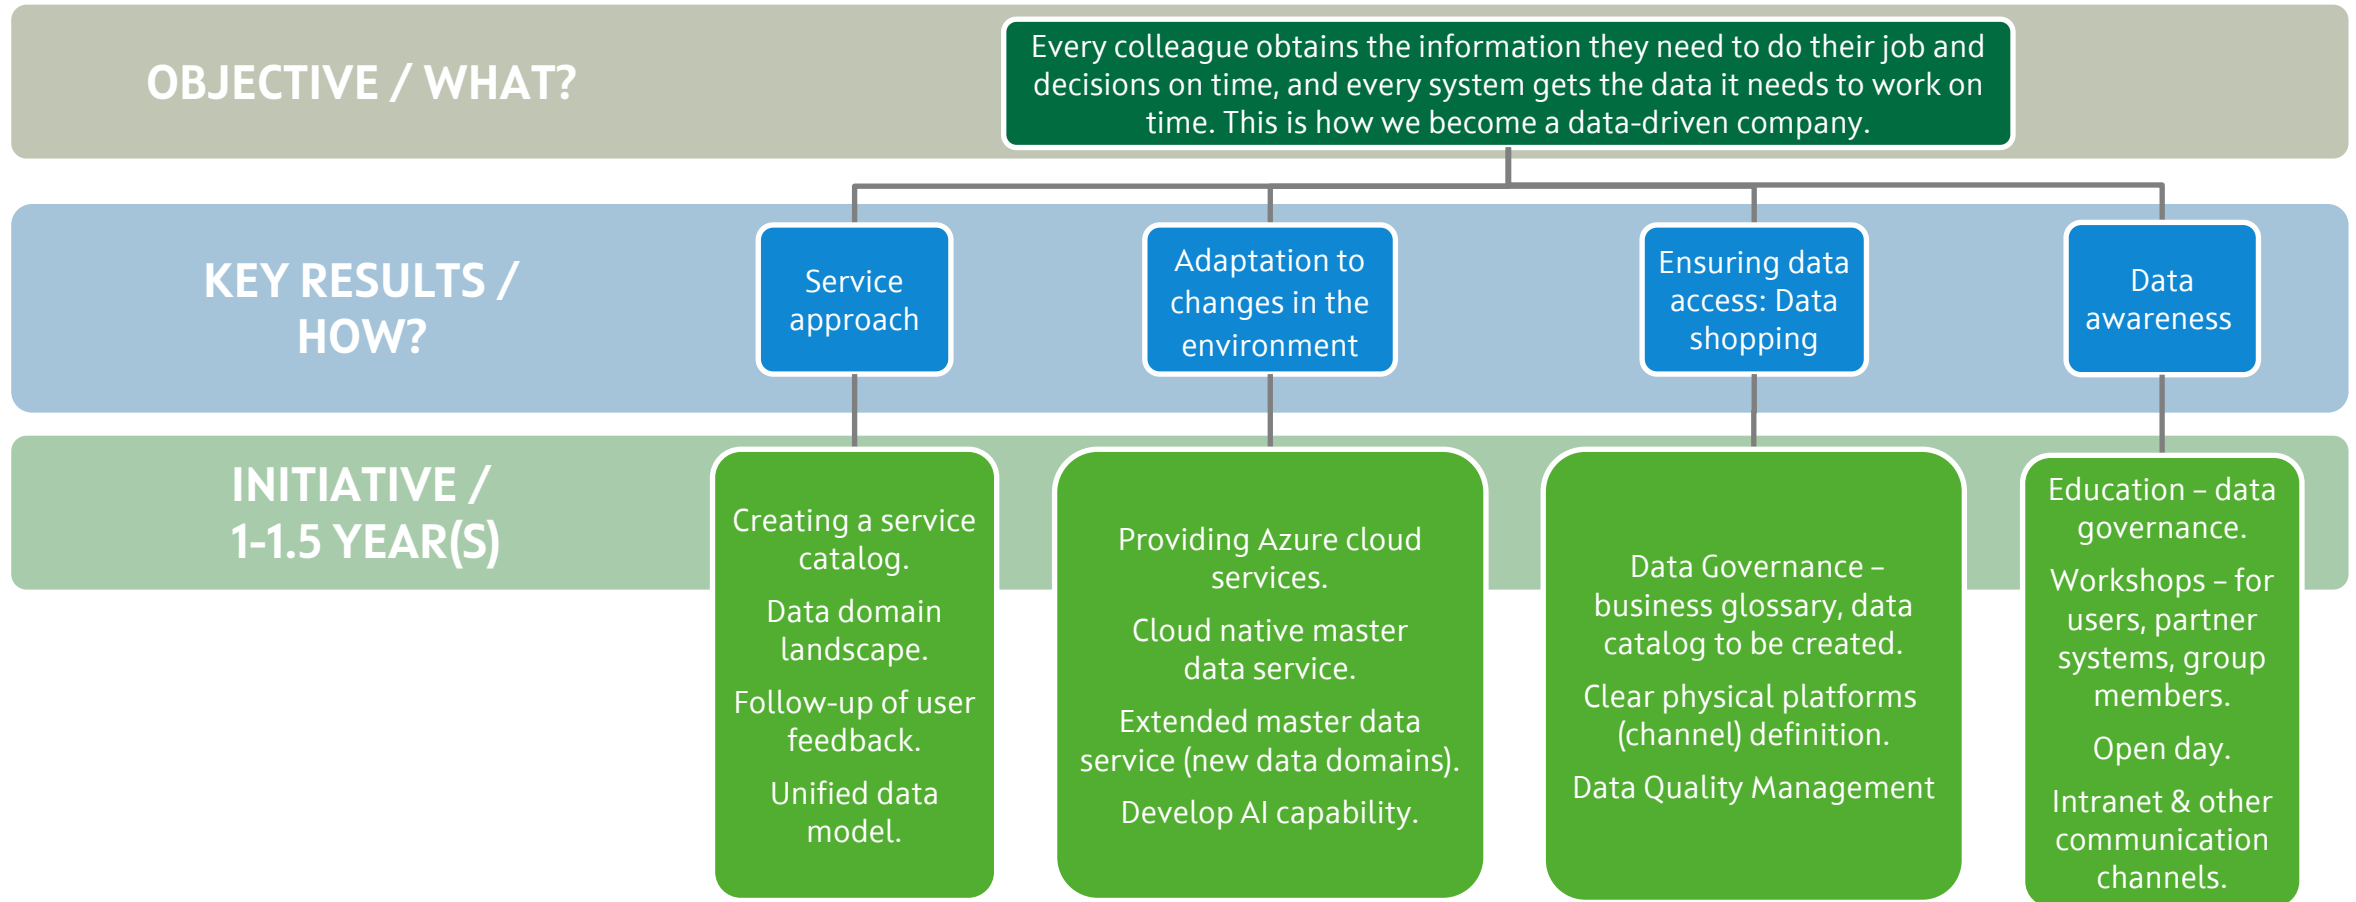 OBJECTIVE / WHAT?
Every colleague obtains the information they need to do their job and
decisions on time, and every system gets the data it needs to work on
time. This is how we become a data-driven company.
KEY RESULTS /
HOW?
Service
approach
Adaptation to
changes in the
environment
Ensuring data
access: Data
shopping
Data
awareness
INITIATIVE /
1-1.5 YEAR(S)
Creating a service
catalog.
Data domain
landscape.
Follow-up of user
feedback.
Unified data
model.
Providing Azure cloud
services.
Cloud native master
data service.
Extended master data
service (new data domains).
Develop AI capability.
Data Governance –
business glossary, data
catalog to be created.
Clear physical platforms
(channel) definition.
Data Quality Management
Education – data
governance.
Workshops – for
users, partner
systems, group
members.
Open day.
Intranet & other
communication
channels.